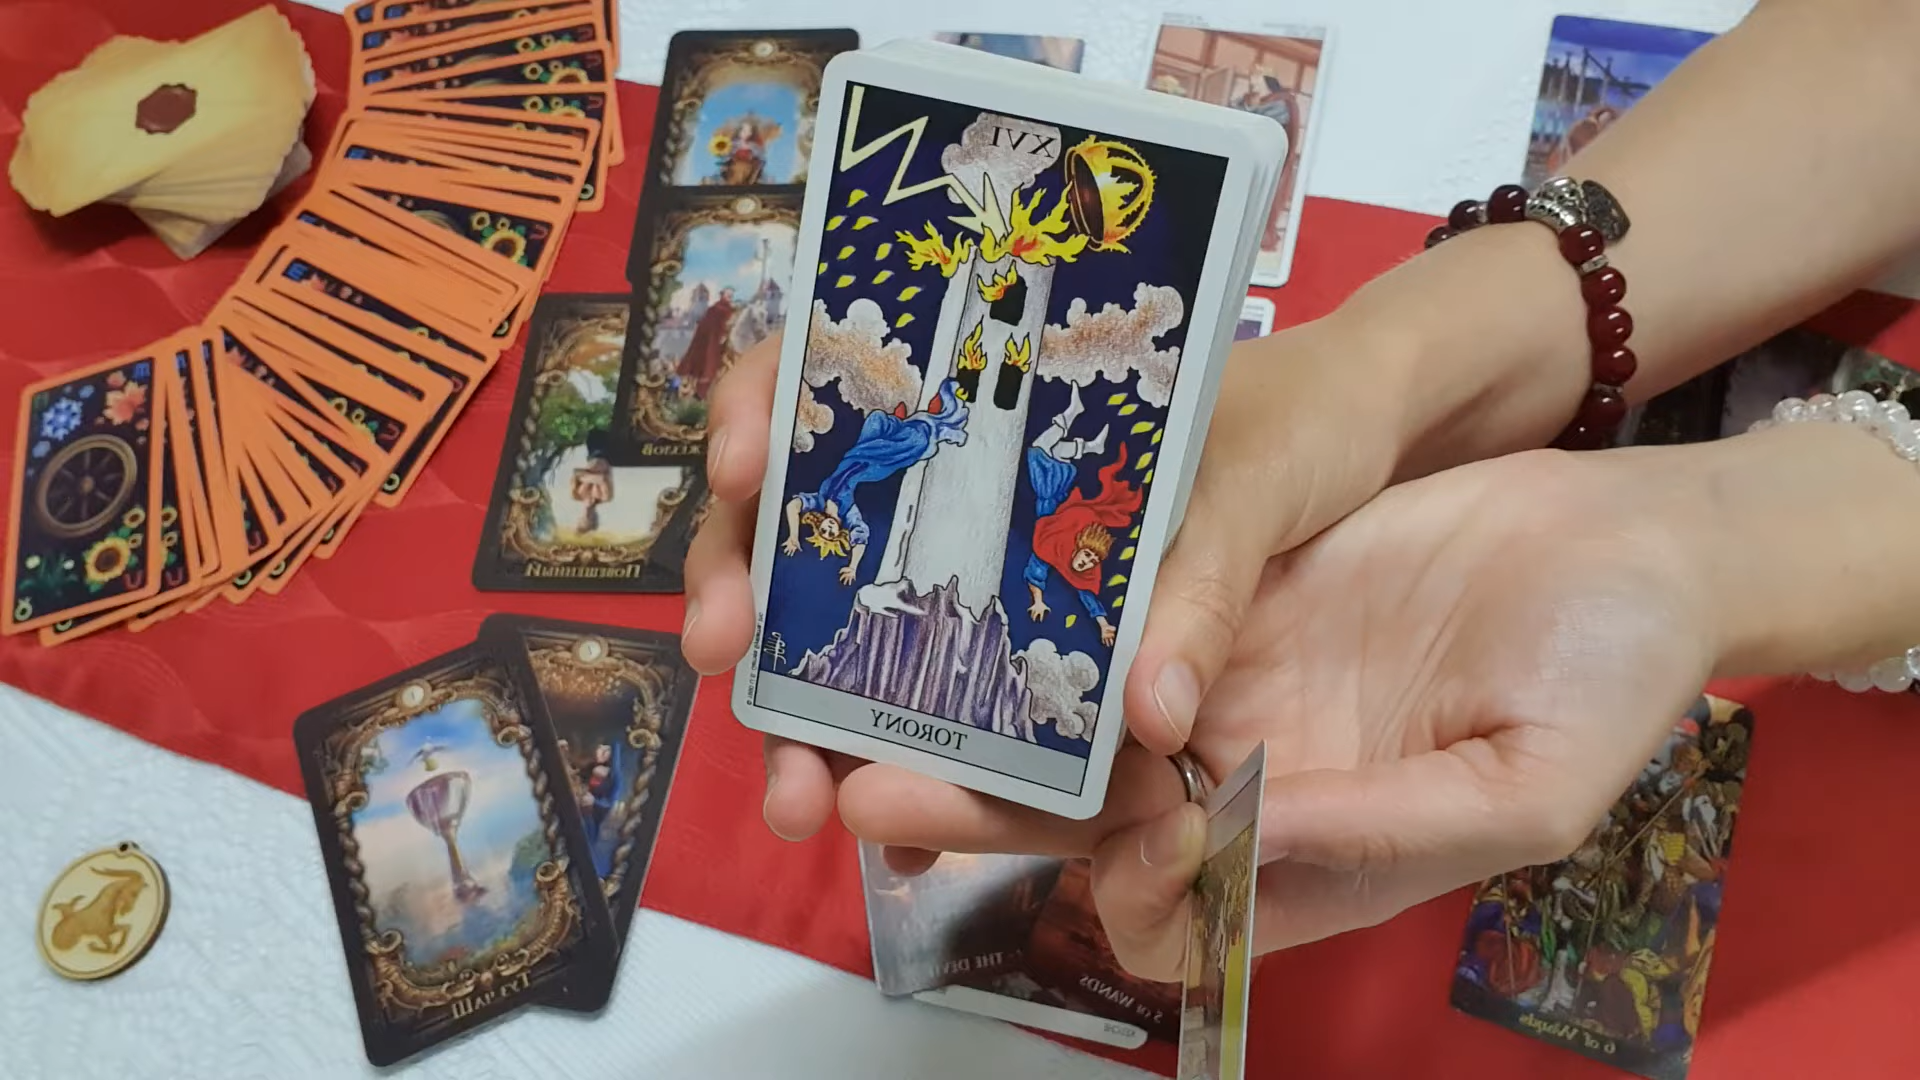 XVI
TORONY
Повешенный
Туз чаш
THE DEVIL
5 of WANDS
6 of Wands